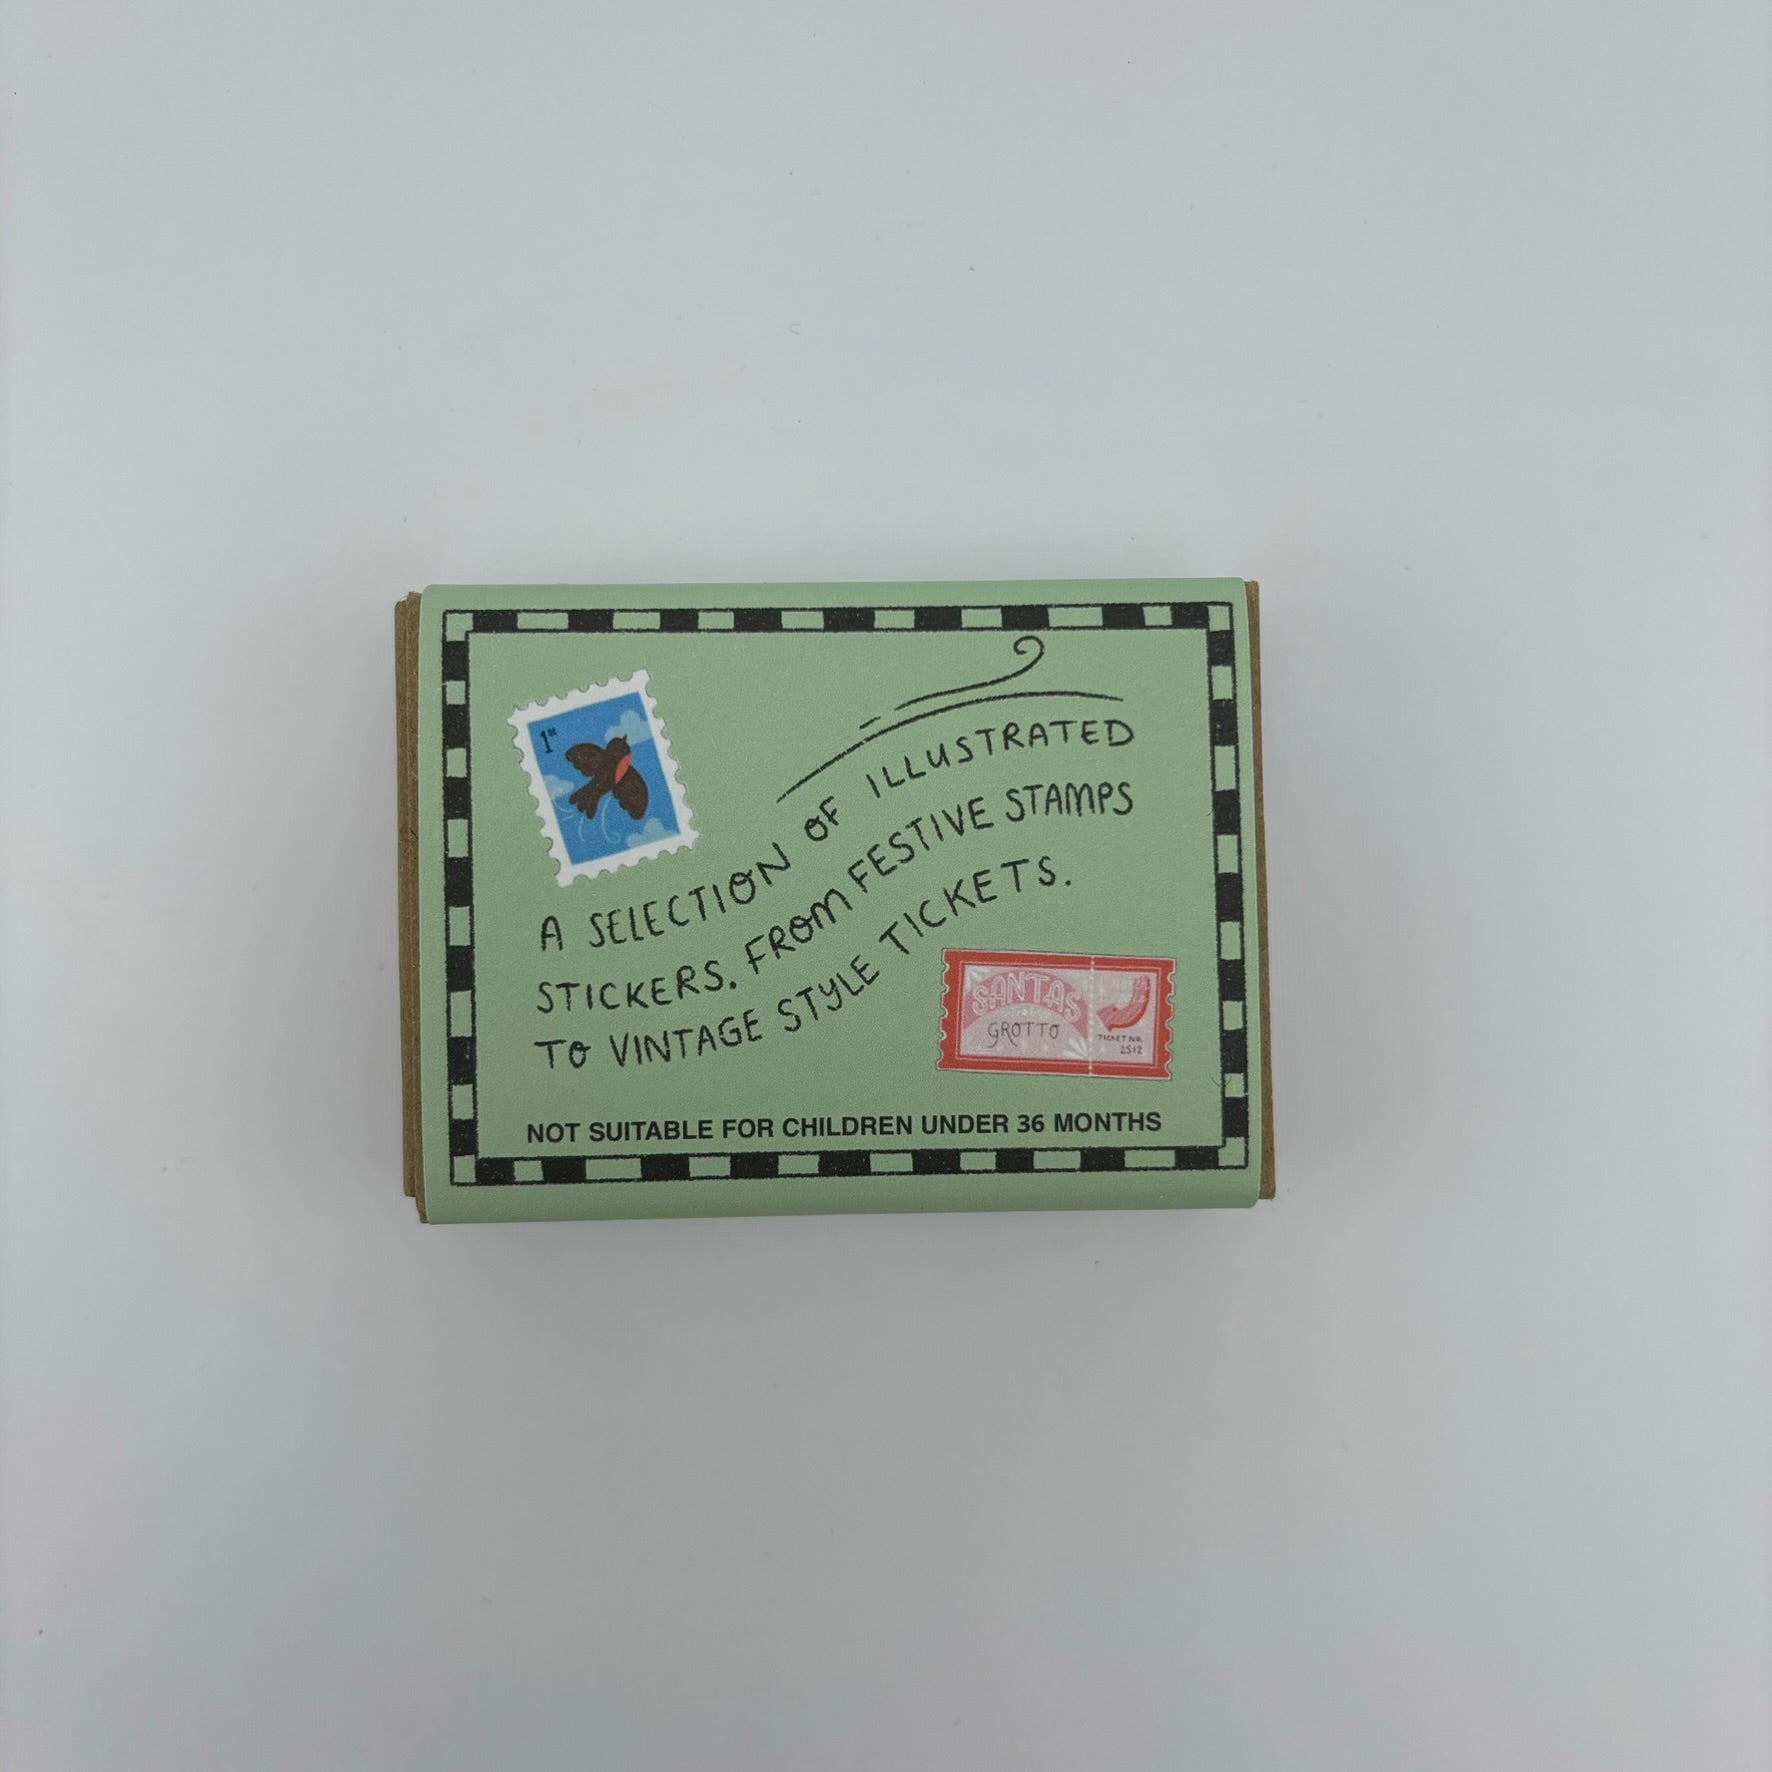 1st
A SELECTION OF ILLUSTRATED
STICKERS. FROM FESTIVE STAMPS
TO VINTAGE STYLE TICKETS.
SANTAS
GROTTO
TICKET NO.
2512
NOT SUITABLE FOR CHILDREN UNDER 36 MONTHS